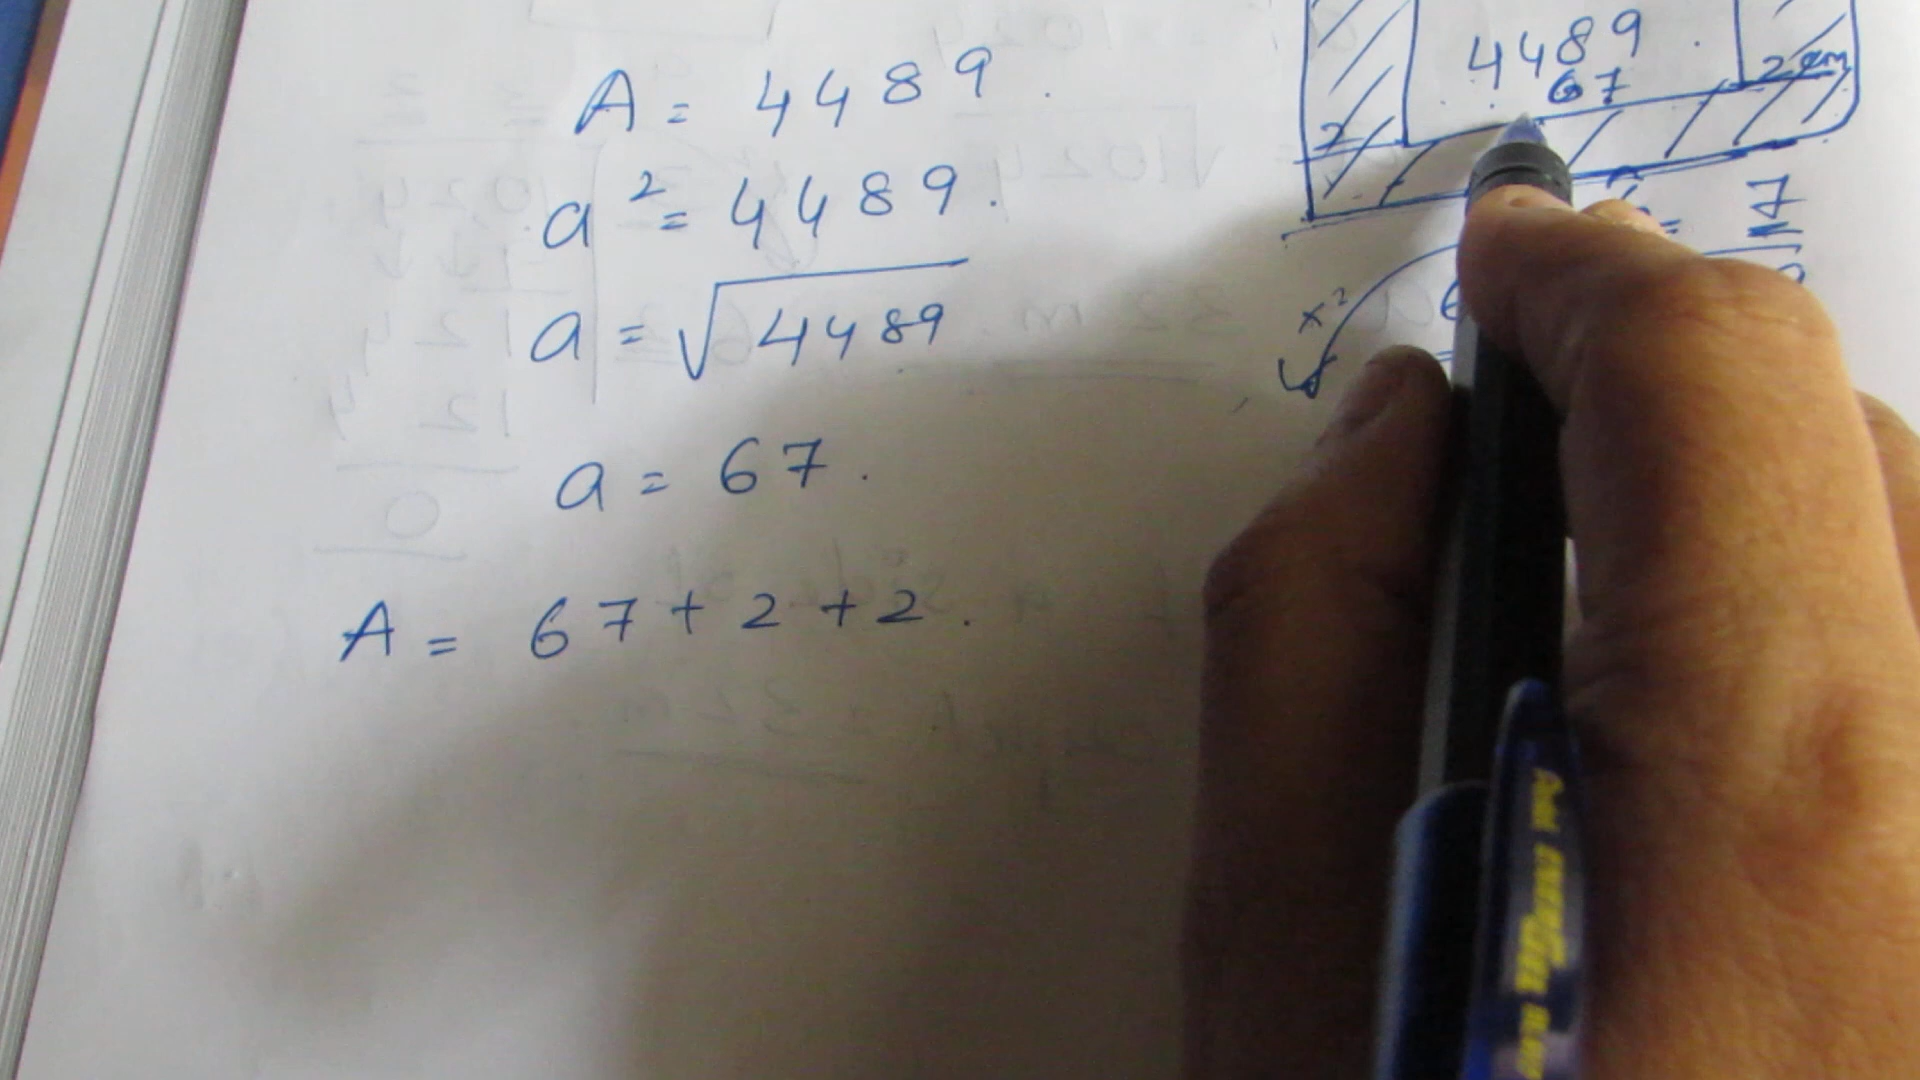 A = 4489.
a² = 4489.
a = √4489
a = 67.
A = 67 + 2 + 2.
4489.
67
2 cm
2
= 7
x²